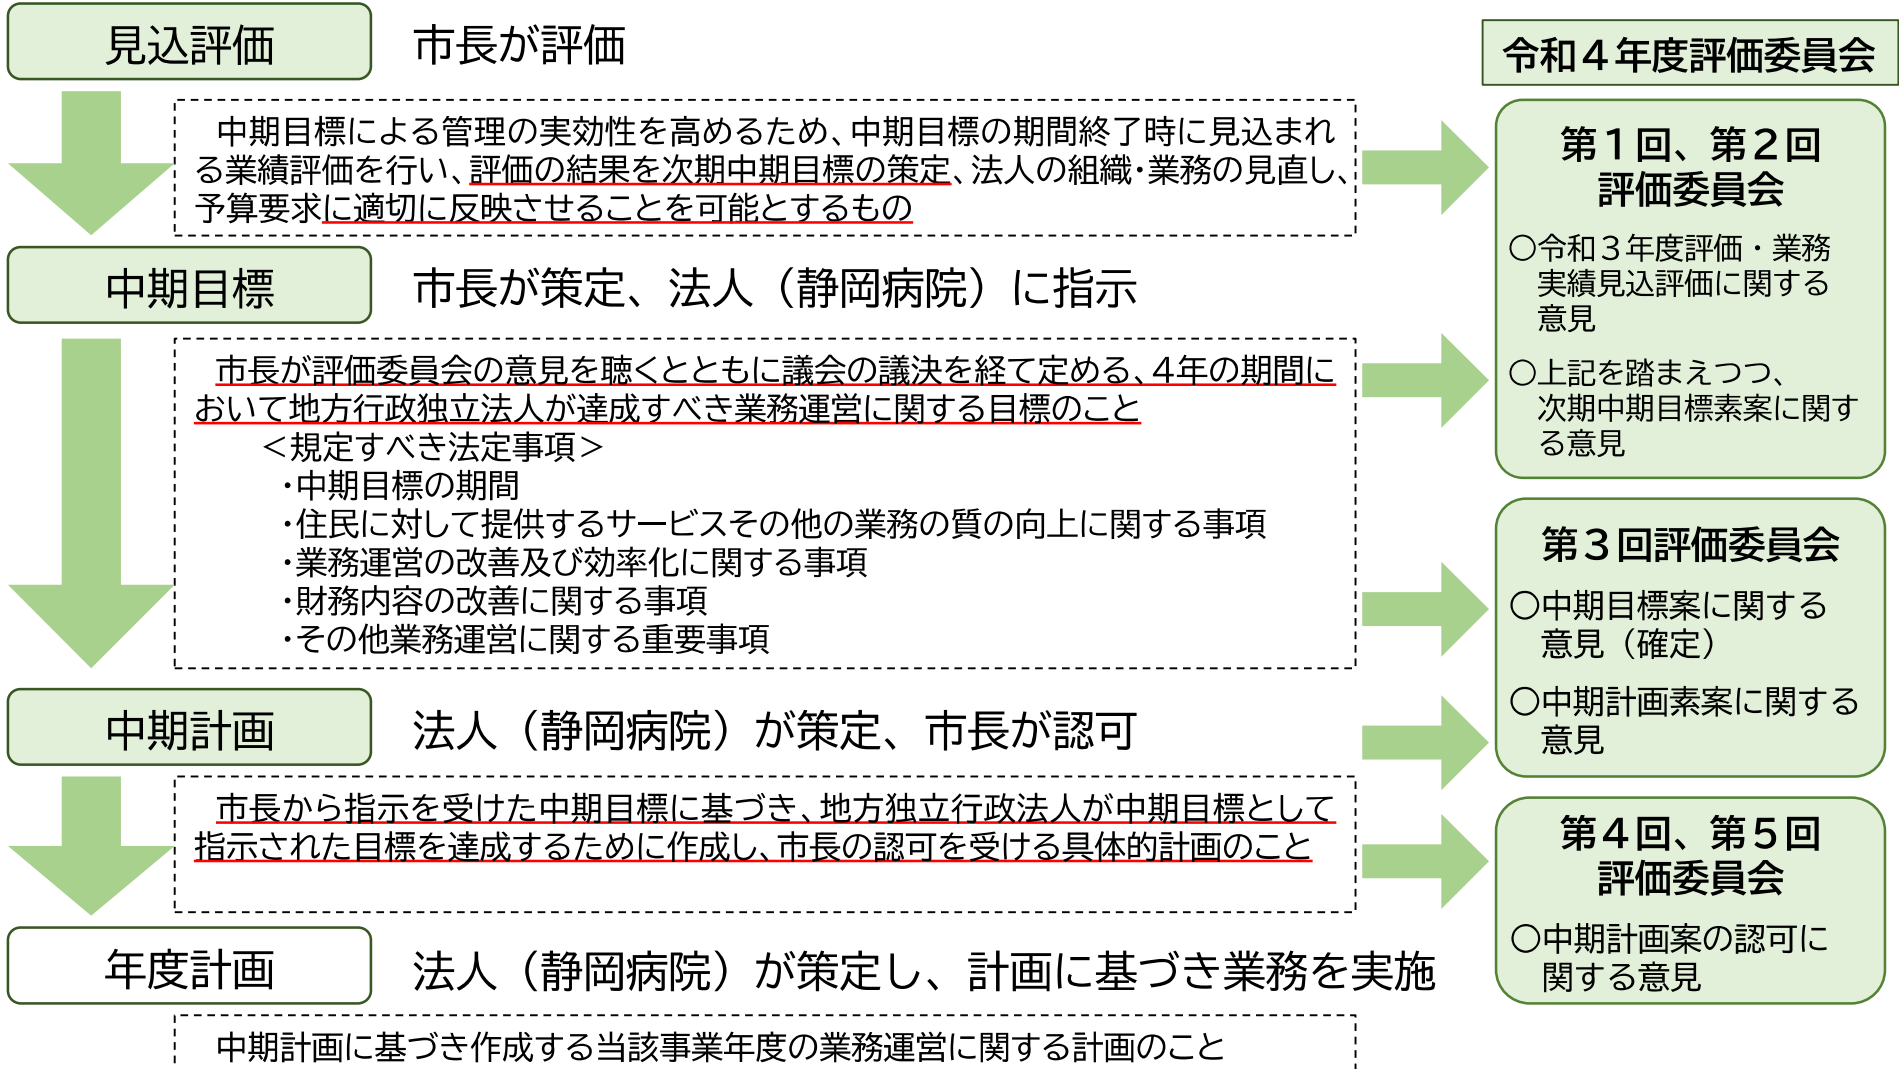 見込評価
市長が評価
中期目標による管理の実効性を高めるため、中期目標の期間終了時に見込まれ
る業績評価を行い、評価の結果を次期中期目標の策定、法人の組織・業務の見直し、
予算要求に適切に反映させることを可能とするもの
中期目標
市長が策定、法人（静岡病院）に指示
市長が評価委員会の意見を聴くとともに議会の議決を経て定める、４年の期間に
おいて地方行政独立法人が達成すべき業務運営に関する目標のこと
＜規定すべき法定事項＞
・中期目標の期間
・住民に対して提供するサービスその他の業務の質の向上に関する事項
・業務運営の改善及び効率化に関する事項
・財務内容の改善に関する事項
・その他業務運営に関する重要事項
中期計画
法人（静岡病院）が策定、市長が認可
市長から指示を受けた中期目標に基づき、地方独立行政法人が中期目標として
指示された目標を達成するために作成し、市長の認可を受ける具体的計画のこと
年度計画
法人（静岡病院）が策定し、計画に基づき業務を実施
中期計画に基づき作成する当該事業年度の業務運営に関する計画のこと
令和４年度評価委員会
第１回、第２回
評価委員会
〇令和３年度評価・業務
実績見込評価に関する
意見
〇上記を踏まえつつ、
次期中期目標素案に関す
る意見
第３回評価委員会
〇中期目標案に関する
意見（確定）
〇中期計画素案に関する
意見
第４回、第５回
評価委員会
〇中期計画案の認可に
関する意見